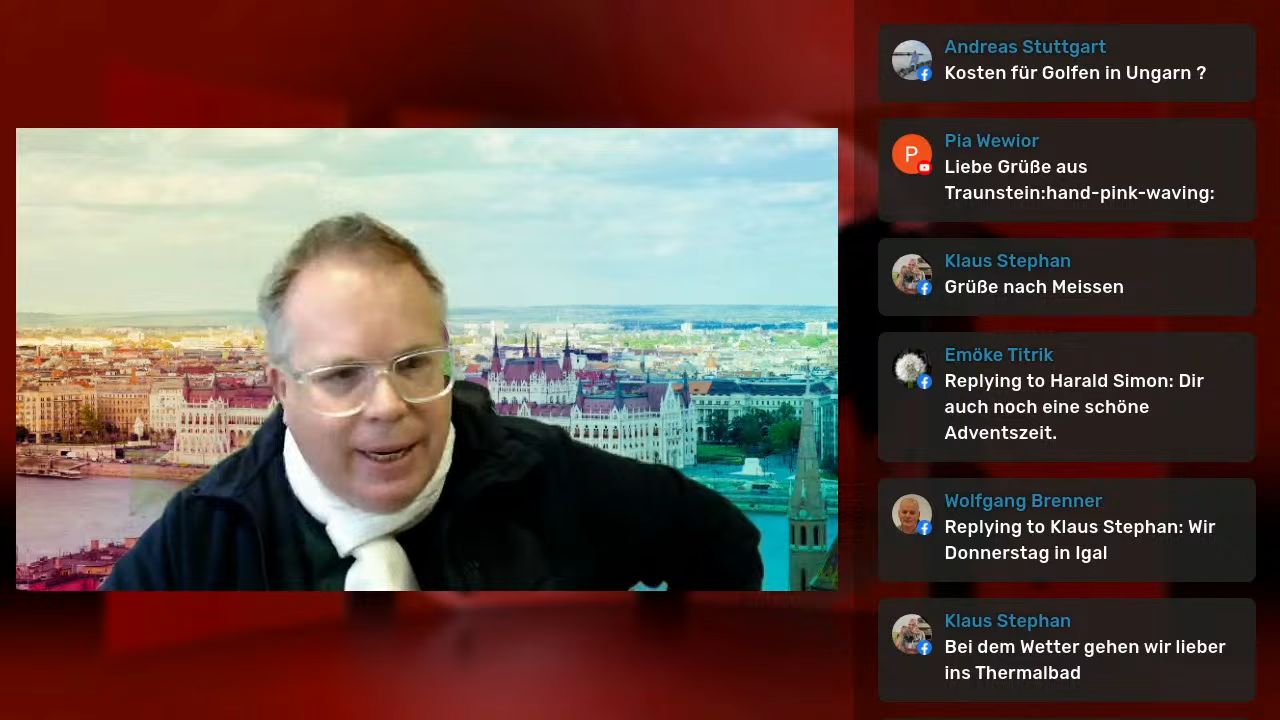 Andreas Stuttgart
Kosten für Golfen in Ungarn ?
P
Pia Wewior
Liebe Grüße aus
Traunstein:hand-pink-waving:
Klaus Stephan
Grüße nach Meissen
Emöke Titrik
Replying to Harald Simon: Dir
auch noch eine schöne
Adventszeit.
Wolfgang Brenner
Replying to Klaus Stephan: Wir
Donnerstag in Igal
Klaus Stephan
Bei dem Wetter gehen wir lieber
ins Thermalbad